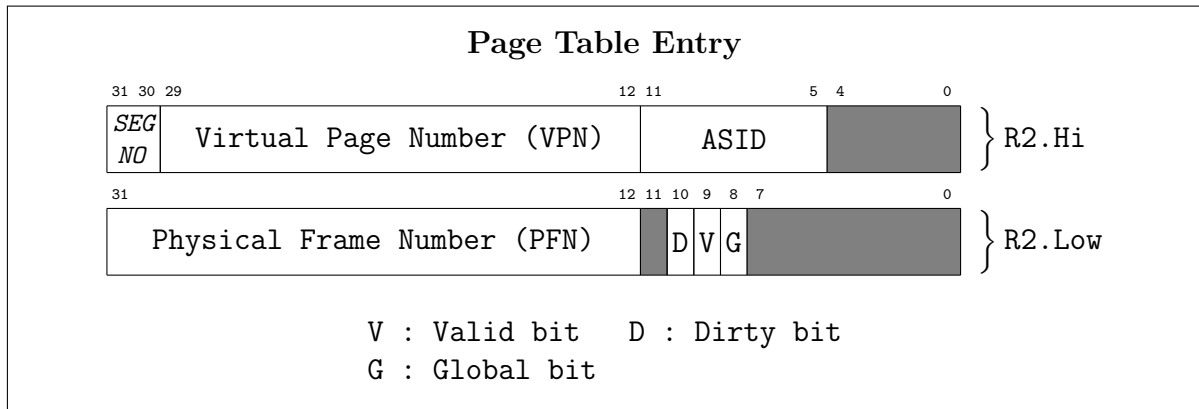 Page Table Entry
31 30 29 12 11 5 4 0
SEG
NO
Virtual Page Number (VPN) ASID R2.Hi
31 12 11 10 9 8 7 0
Physical Frame Number (PFN) D V G R2.Low
V : Valid bit D : Dirty bit
G : Global bit